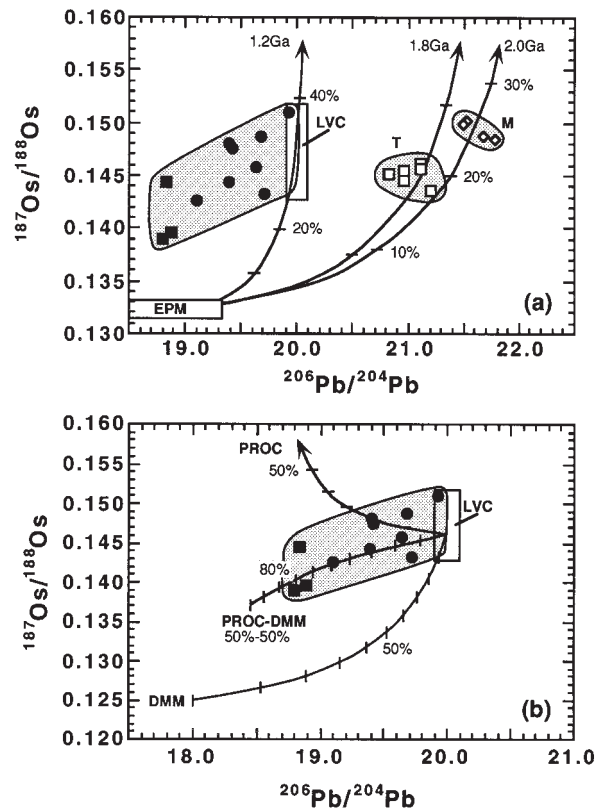 0.160
0.155
0.150
0.145
0.140
0.135
0.130
187Os/188Os
1.2Ga
1.8Ga
2.0Ga
40%
30%
LVC
T
M
20%
20%
10%
EPM
(a)
19.0
20.0
21.0
22.0
206Pb/204Pb
0.160
0.155
0.150
0.145
0.140
0.135
0.130
0.125
0.120
187Os/188Os
PROC
50%
LVC
80%
PROC-DMM
50%-50%
50%
DMM
(b)
18.0
19.0
20.0
21.0
206Pb/204Pb